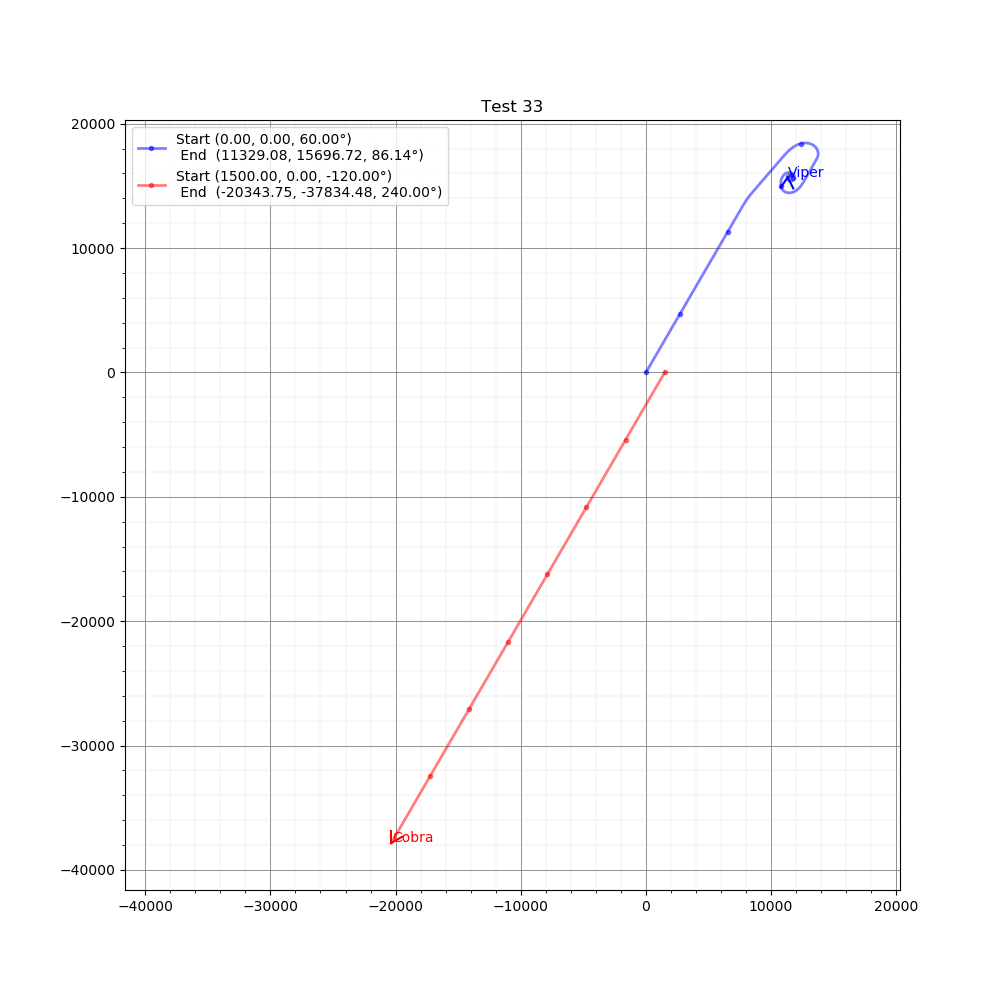 Test 33
Start (0.00, 0.00, 60.00°)
End  (11329.08, 15696.72, 86.14°)
Start (1500.00, 0.00, -120.00°)
End  (-20343.75, -37834.48, 240.00°)
20000
10000
0
−10000
−20000
−30000
−40000
Viper
Cobra
−40000
−30000
−20000
−10000
0
10000
20000